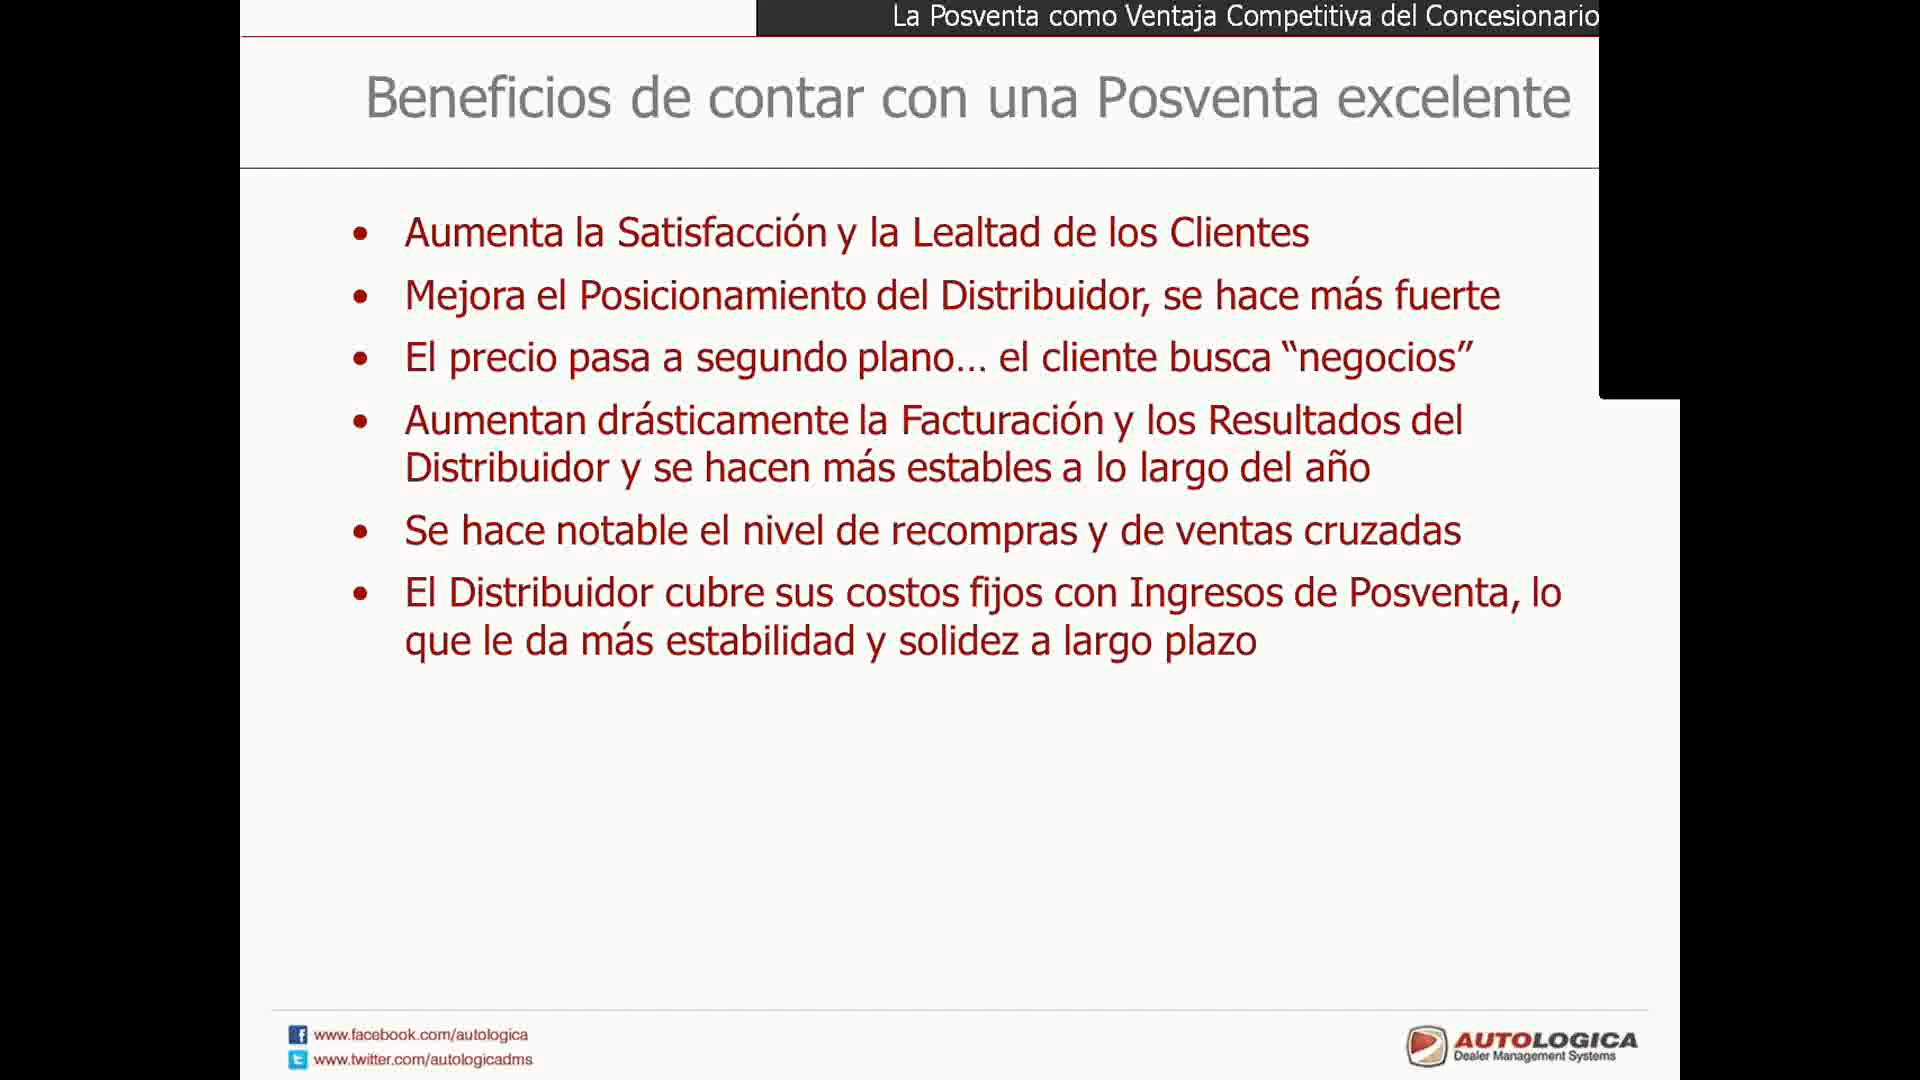 La Posventa como Ventaja Competitiva del Concesionario
Beneficios de contar con una Posventa excelente
• Aumenta la Satisfacción y la Lealtad de los Clientes
• Mejora el Posicionamiento del Distribuidor, se hace más fuerte
• El precio pasa a segundo plano... el cliente busca “negocios”
• Aumentan drásticamente la Facturación y los Resultados del
Distribuidor y se hacen más estables a lo largo del año
• Se hace notable el nivel de recompras y de ventas cruzadas
• El Distribuidor cubre sus costos fijos con Ingresos de Posventa, lo
que le da más estabilidad y solidez a largo plazo
www.facebook.com/autologica
www.twitter.com/autologicadms
AUTOLOGICA
Dealer Management Systems